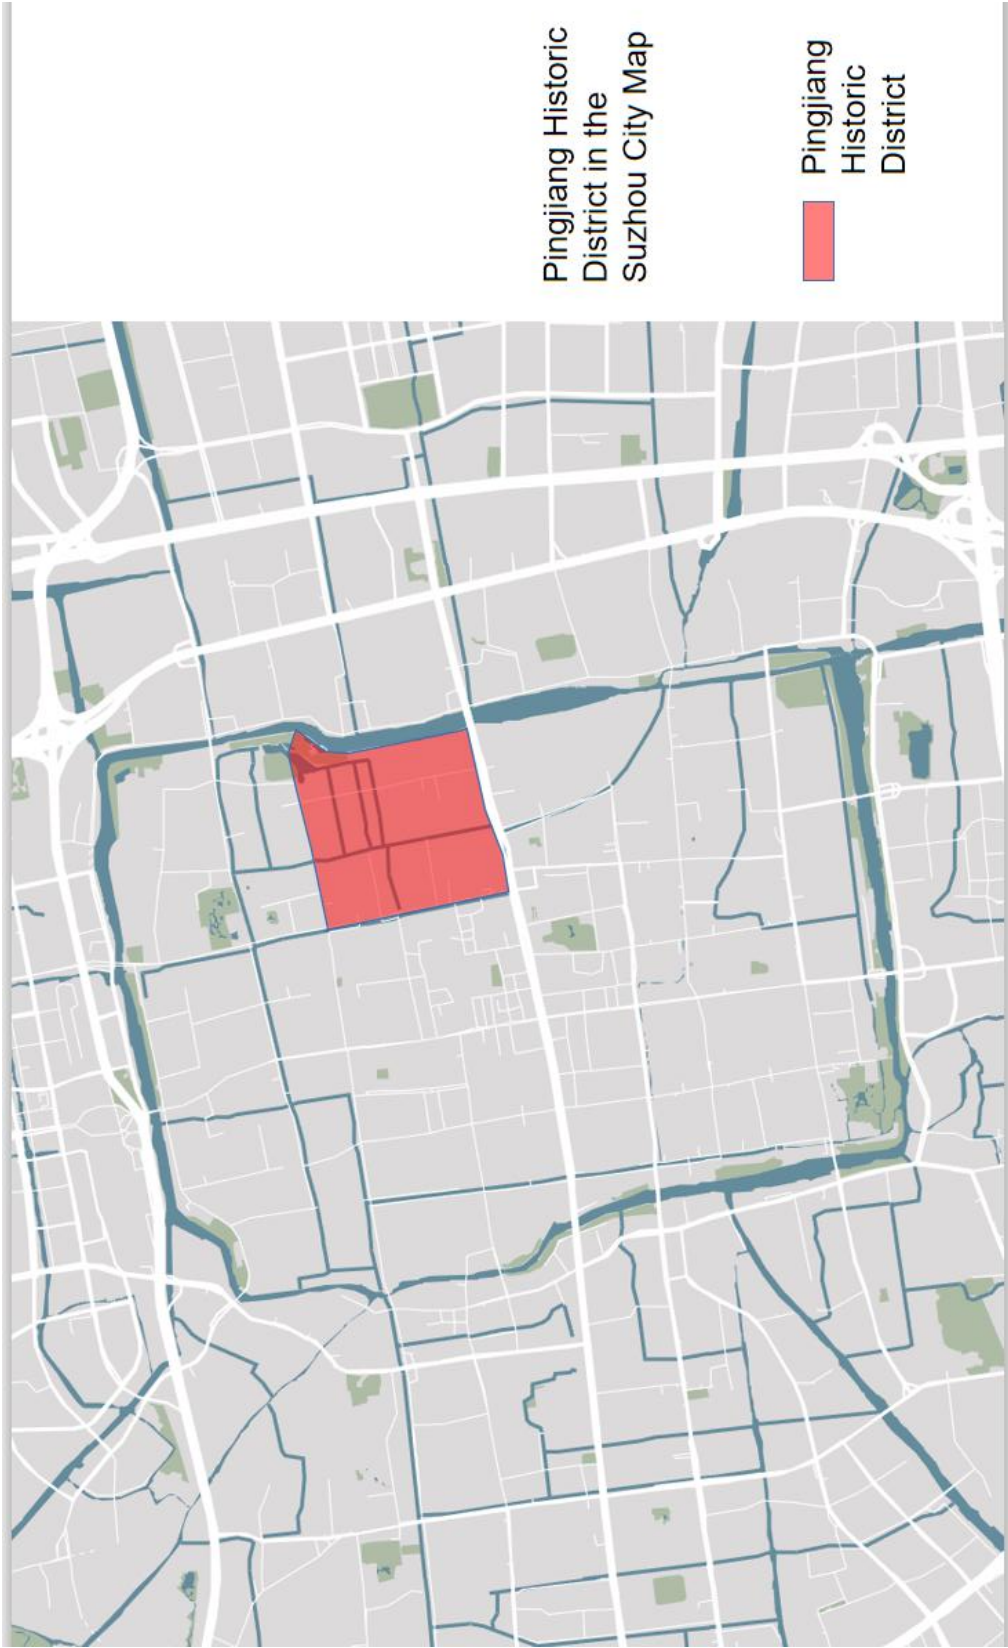 Pingjiang Historic
District in the
Suzhou City Map
Pingjiang
Historic
District